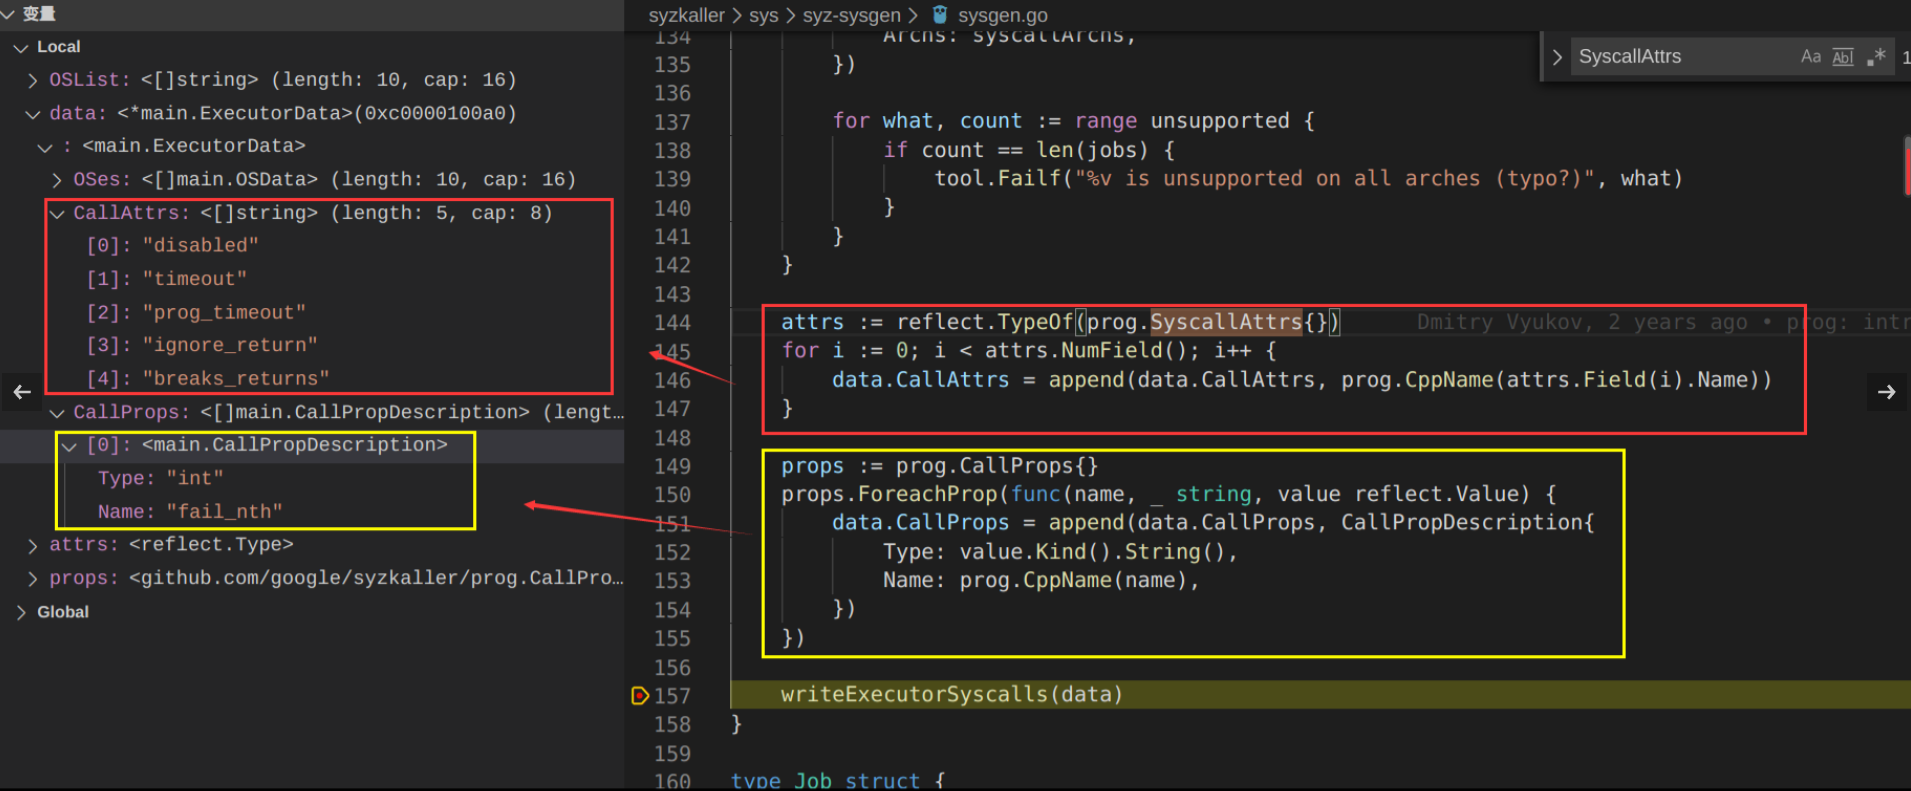 变量
Local
OSList: <[]string> (length: 10, cap: 16)
data: <*main.ExecutorData>(0xc0000100a0)
: <main.ExecutorData>
OSes: <[]main.OSData> (length: 10, cap: 16)
CallAttrs: <[]string> (length: 5, cap: 8)
[0]: "disabled"
[1]: "timeout"
[2]: "prog_timeout"
[3]: "ignore_return"
[4]: "breaks_returns"
CallProps: <[]main.CallPropDescription> (lengt…
[0]: <main.CallPropDescription>
Type: "int"
Name: "fail_nth"
attrs: <reflect.Type>
props: <github.com/google/syzkaller/prog.CallPro…
Global
syzkaller > sys > syz-sysgen > sysgen.go
SyscallAttrs Aa Abl .* 1
134 Archs: syscallArchs,
135 })
136
137 for what, count := range unsupported {
138 if count == len(jobs) {
139 tool.Failf("%v is unsupported on all arches (typo?)", what)
140 }
141 }
142 }
143
144 attrs := reflect.TypeOf(prog.SyscallAttrs{}) Dmitry Vyukov, 2 years ago • prog: intr
145 for i := 0; i < attrs.NumField(); i++ {
146 data.CallAttrs = append(data.CallAttrs, prog.CppName(attrs.Field(i).Name))
147 }
148
149 props := prog.CallProps{}
150 props.ForeachProp(func(name, _ string, value reflect.Value) {
151 data.CallProps = append(data.CallProps, CallPropDescription{
152 Type: value.Kind().String(),
153 Name: prog.CppName(name),
154 })
155 })
156
157 writeExecutorSyscalls(data)
158 }
159
160 type Job struct {